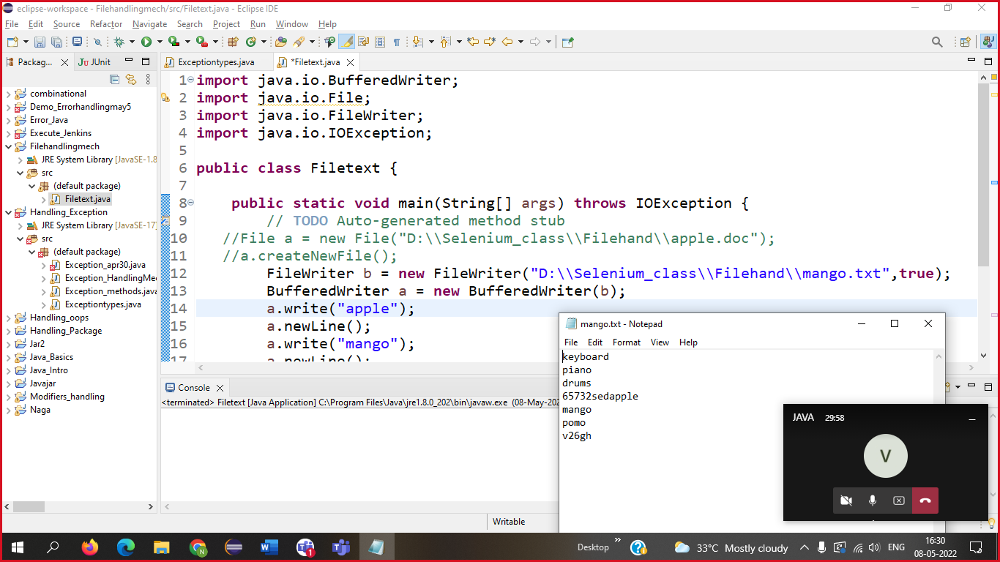 eclipse-workspace - Filehandlingmech/src/Filetext.java - Eclipse IDE
File Edit Source Refactor Navigate Search Project Run Window Help
Packag... JUnit
Exceptiontypes.java *Filetext.java
combinational
Demo_Errorhandlingmay5
Error_Java
Execute_Jenkins
Filehandlingmech
JRE System Library [JavaSE-1.8
src
(default package)
Filetext.java
Handling_Exception
JRE System Library [JavaSE-17]
src
(default package)
Exception_apr30.java
Exception_HandlingMe
Exception_methods.java
Exceptiontypes.java
Handling_oops
Handling_Package
Jar2
Java_Basics
Java_Intro
Javajar
Modifiers_handling
Naga
1 import java.io.BufferedWriter;
2 import java.io.File;
3 import java.io.FileWriter;
4 import java.io.IOException;
5
6 public class Filetext {
7
8 public static void main(String[] args) throws IOException {
9 // TODO Auto-generated method stub
10 //File a = new File("D:\\Selenium_class\\Filehand\\apple.doc");
11 //a.createNewFile();
12 FileWriter b = new FileWriter("D:\\Selenium_class\\Filehand\\mango.txt",true);
13 BufferedWriter a = new BufferedWriter(b);
14 a.write("apple");
15 a.newLine();
16 a.write("mango");
17 a.newLine();
Console
<terminated> Filetext [Java Application] C:\Program Files\Java\jre1.8.0_202\bin\javaw.exe (08-May-202
Writable
mango.txt - Notepad
File Edit Format View Help
keyboard
piano
drums
65732sedapple
mango
pomo
v26gh
JAVA 29:58
V
Desktop
33°C Mostly cloudy
ENG
16:30
08-05-2022